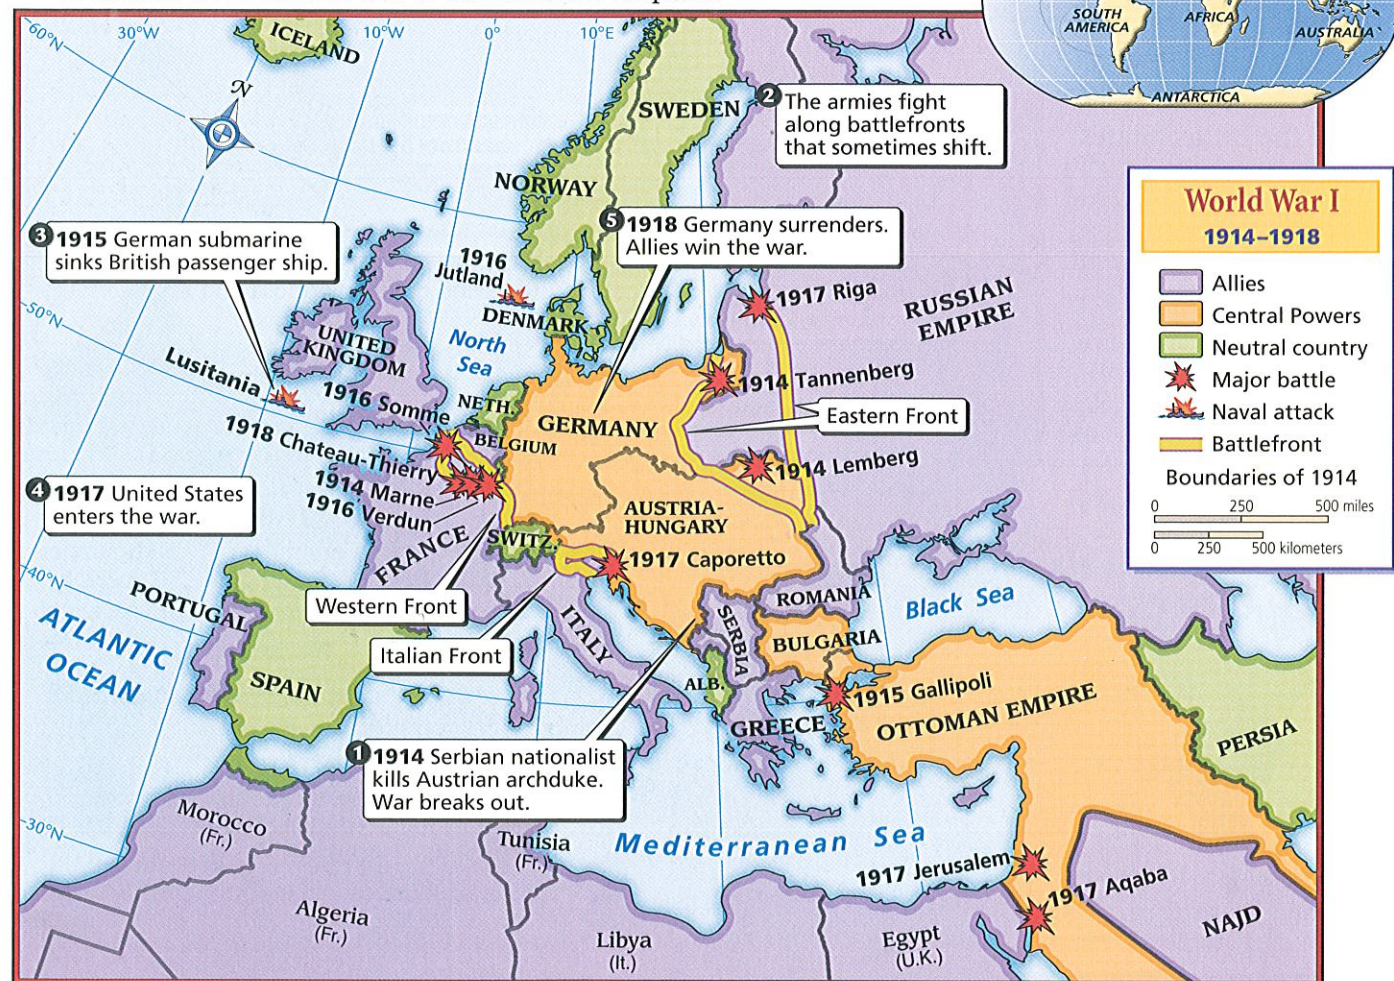 60°N
30°W
10°W
0°
10°E
ICELAND
N
SOUTH
AMERICA
AFRICA
AUSTRALIA
ANTARCTICA
SWEDEN
2 The armies fight
along battlefronts
that sometimes shift.
NORWAY
World War I
1914–1918
Allies
Central Powers
Neutral country
Major battle
Naval attack
Battlefront
Boundaries of 1914
0 250 500 miles
0 250 500 kilometers
3 1915 German submarine
sinks British passenger ship.
5 1918 Germany surrenders.
Allies win the war.
1916
Jutland
1917 Riga
RUSSIAN
EMPIRE
50°N
DENMARK
UNITED
KINGDOM
North
Sea
Lusitania
1914 Tannenberg
1916 Somme
NETH.
Eastern Front
GERMANY
1918 Chateau-Thierry
BELGIUM
1914 Marne
1914 Lemberg
1916 Verdun
4 1917 United States
enters the war.
AUSTRIA-
HUNGARY
SWITZ.
FRANCE
1917 Caporetto
40°N
PORTUGAL
Western Front
ROMANIA
Black Sea
ATLANTIC
OCEAN
ITALY
SERBIA
BULGARIA
Italian Front
SPAIN
ALB.
1915 Gallipoli
GREECE
OTTOMAN EMPIRE
PERSIA
1 1914 Serbian nationalist
kills Austrian archduke.
War breaks out.
30°N
Morocco
(Fr.)
Tunisia
(Fr.)
Mediterranean Sea
1917 Jerusalem
1917 Aqaba
Algeria
(Fr.)
Libya
(It.)
Egypt
(U.K.)
NAJD